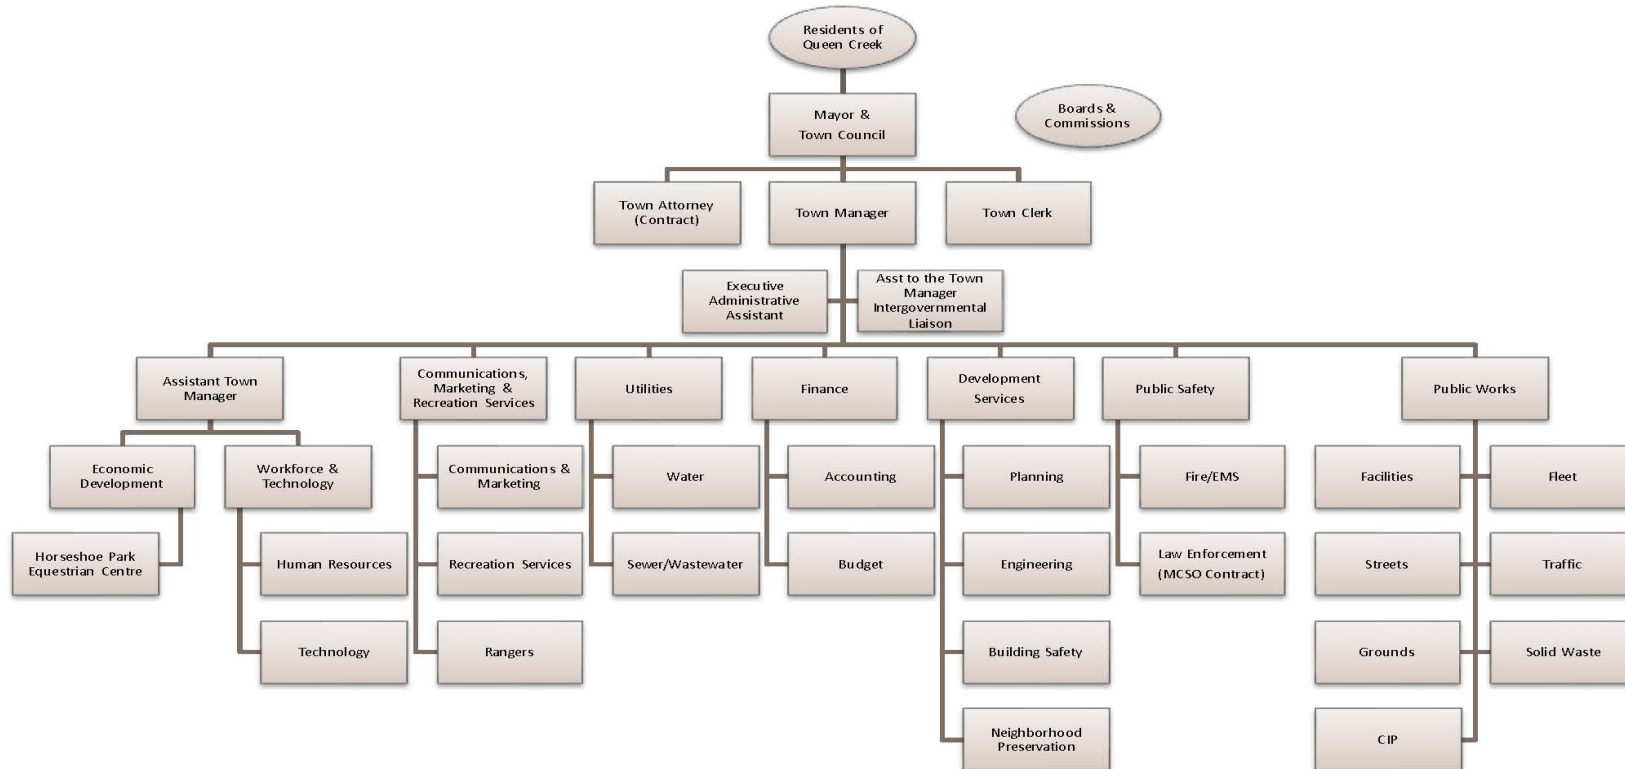 Residents of
Queen Creek
Mayor &
Town Council
Boards &
Commissions
Town Attorney
(Contract)
Town Manager
Town Clerk
Executive
Administrative
Assistant
Asst to the Town
Manager
Intergovernmental
Liaison
Assistant Town
Manager
Communications,
Marketing &
Recreation Services
Utilities
Finance
Development
Services
Public Safety
Public Works
Economic
Development
Workforce &
Technology
Communications &
Marketing
Water
Accounting
Planning
Fire/EMS
Facilities
Fleet
Horseshoe Park
Equestrian Centre
Human Resources
Recreation Services
Sewer/Wastewater
Budget
Engineering
Law Enforcement
(MCSO Contract)
Streets
Traffic
Technology
Rangers
Building Safety
Grounds
Solid Waste
Neighborhood
Preservation
CIP